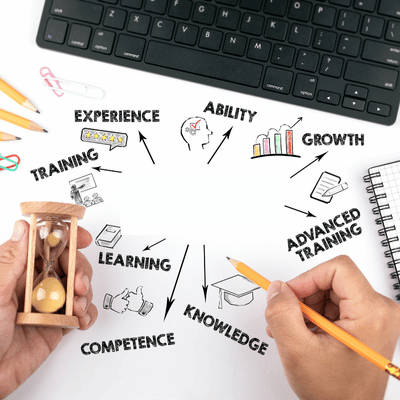 EXPERIENCE
ABILITY
GROWTH
TRAINING
ADVANCED
TRAINING
LEARNING
KNOWLEDGE
COMPETENCE